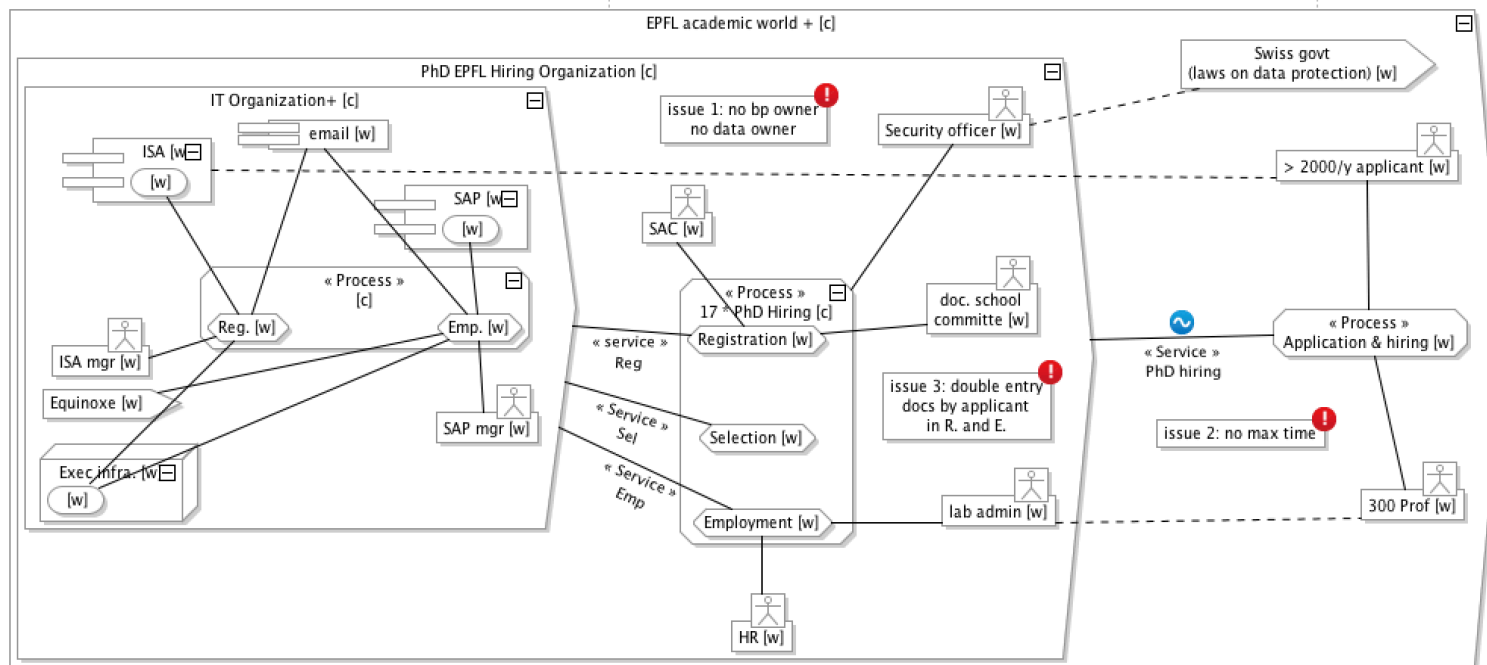 EPFL academic world + [c]
PhD EPFL Hiring Organization [c]
Swiss govt
(laws on data protection) [w]
IT Organization+ [c]
issue 1: no bp owner
no data owner
Security officer [w]
email [w]
ISA [w]
[w]
> 2000/y applicant [w]
SAP [w]
[w]
SAC [w]
« Process »
[c]
« Process »
17 * PhD Hiring [c]
doc. school
committe [w]
Reg. [w]
Emp. [w]
Registration [w]
« service »
Reg
« Process »
Application & hiring [w]
« Service »
PhD hiring
ISA mgr [w]
Equinoxe [w]
SAP mgr [w]
issue 3: double entry
docs by applicant
in R. and E.
« Service »
Sel
Selection [w]
issue 2: no max time
Exec infra. [w
[w]
« Service »
Emp
Employment [w]
lab admin [w]
300 Prof [w]
HR [w]